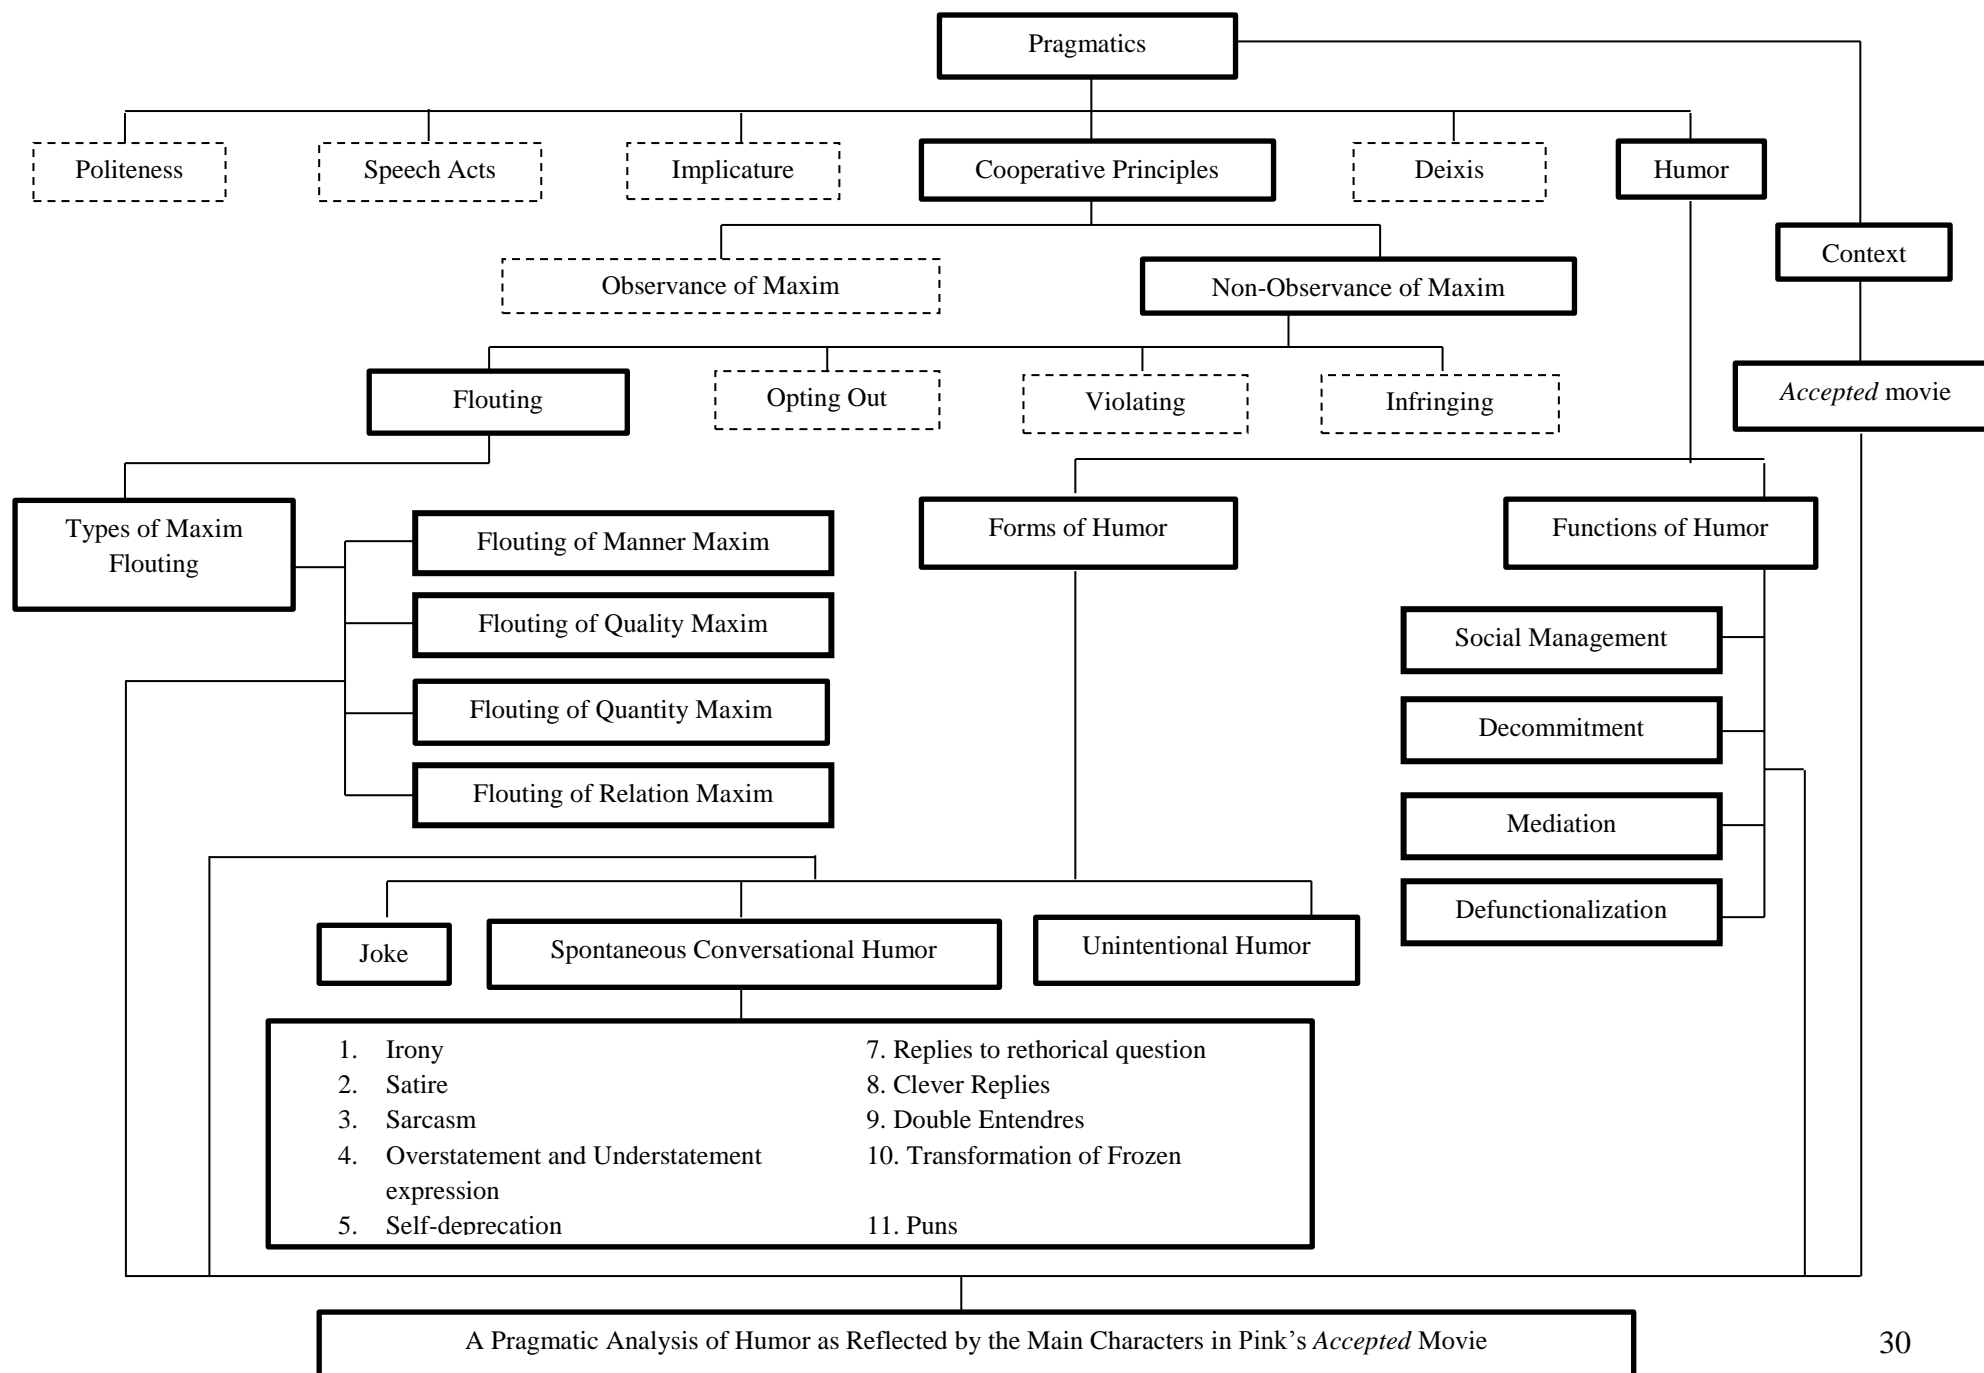 Pragmatics
Politeness
Speech Acts
Implicature
Cooperative Principles
Deixis
Humor
Context
Observance of Maxim
Non-Observance of Maxim
Flouting
Opting Out
Violating
Infringing
Accepted movie
Types of Maxim
Flouting
Flouting of Manner Maxim
Flouting of Quality Maxim
Flouting of Quantity Maxim
Flouting of Relation Maxim
Forms of Humor
Functions of Humor
Social Management
Decommitment
Mediation
Defunctionalization
Joke
Spontaneous Conversational Humor
Unintentional Humor
1. Irony
2. Satire
3. Sarcasm
4. Overstatement and Understatement
expression
5. Self-deprecation
7. Replies to rethorical question
8. Clever Replies
9. Double Entendres
10. Transformation of Frozen
11. Puns
A Pragmatic Analysis of Humor as Reflected by the Main Characters in Pink's Accepted Movie
30